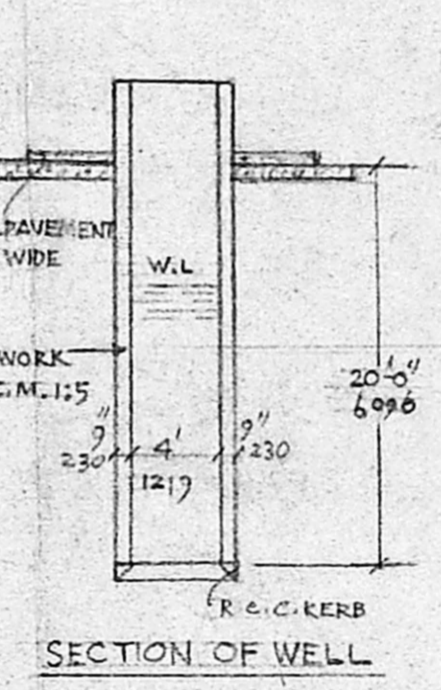 PAVEMENT
WIDE
W.L
WORK
C.M.1:5
20'-0"
6096
9"
230
4'
1219
9"
230
R.C.C.KERB
SECTION OF WELL